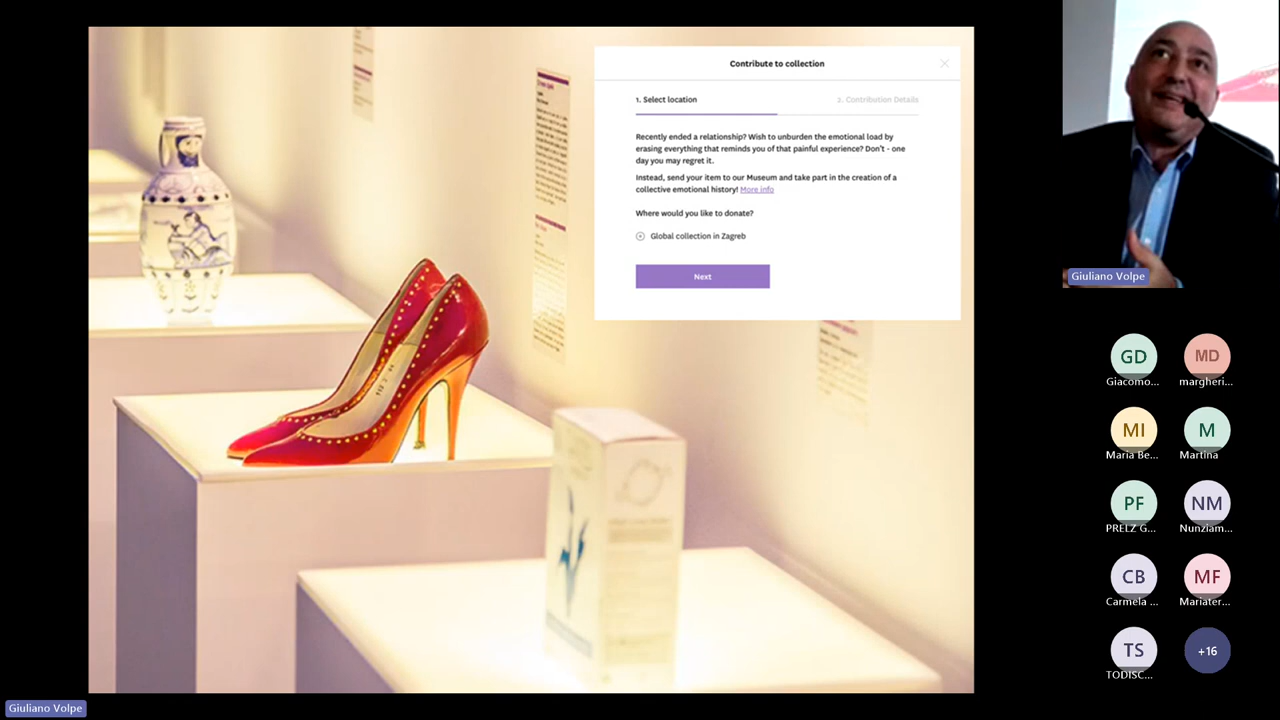 Contribute to collection
1. Select location
2. Contribution Details
Recently ended a relationship? Wish to unburden the emotional load by
erasing everything that reminds you of that painful experience? Don't - one
day you may regret it.
Instead, send your item to our Museum and take part in the creation of a
collective emotional history! More info
Where would you like to donate?
Global collection in Zagreb
Next
Giuliano Volpe
GD
MD
Giacomo...
margheri...
MI
M
Maria Be...
Martina
PF
NM
PRELZ G...
Nunziam...
CB
MF
Carmela ...
Mariater...
TS
+16
TODISC...
Giuliano Volpe